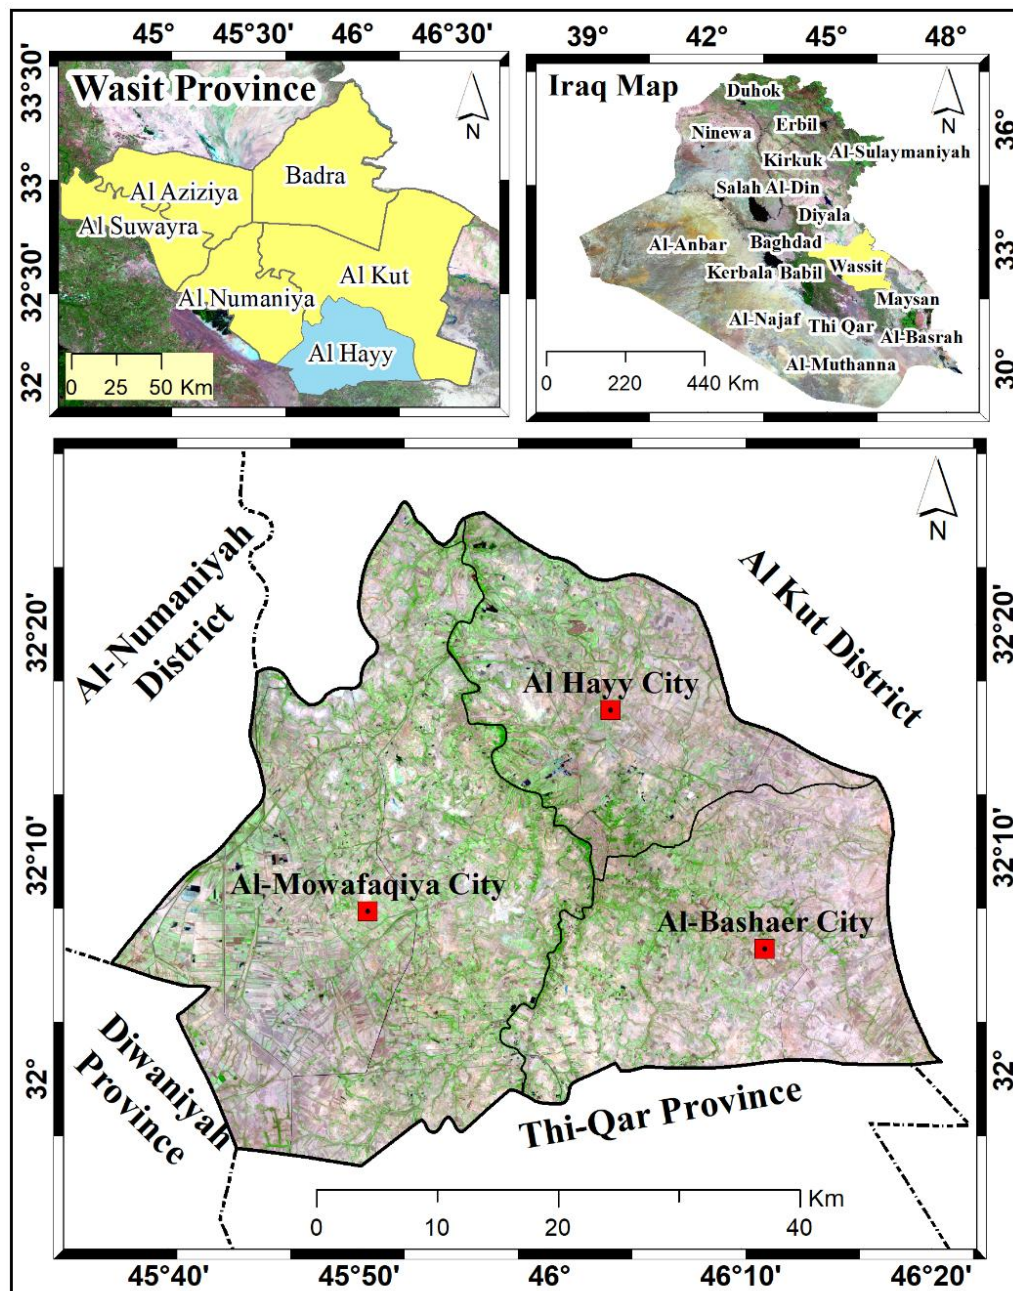 45° 45°30' 46° 46°30'
33°30'
33°
32°30'
32°
Wasit Province
N
Badra
Al Aziziya
Al Suwayra
Al Kut
Al Numaniya
Al Hayy
0 25 50 Km
39° 42° 45° 48°
36°
33°
30°
Iraq Map
N
Duhok
Ninewa
Erbil
Al-Sulaymaniyah
Kirkuk
Salah Al-Din
Diyala
Al-Anbar
Baghdad
Wassit
Kerbala Babil
Maysan
Al-Najaf
Thi Qar
Al-Basrah
Al-Muthanna
0 220 440 Km
N
Al-Numaniyah
District
Al Kut District
32°20'
32°20'
Al Hayy City
32°10'
32°10'
Al-Mowafaqiya City
Al-Bashaer City
32°
32°
Diwaniyah
Province
Thi-Qar Province
Km
0 10 20 40
45°40' 45°50' 46° 46°10' 46°20'